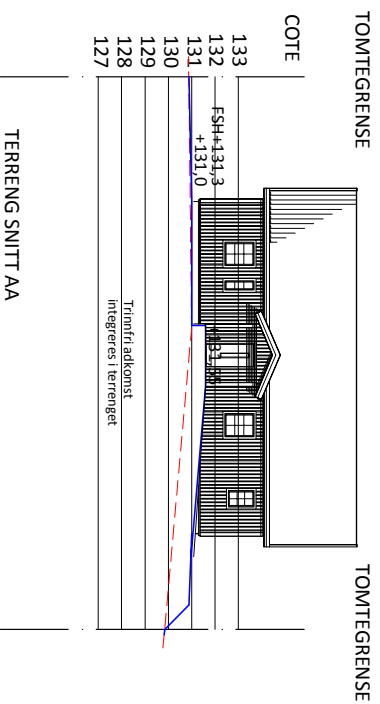 TOMTEGRENSE
TOMTEGRENSE
COTE
133
132
131
130
129
128
127
FSH+131,3
+131,0
Trinnfri adkomst
integreres i terrenget
TERRENG SNITT AA